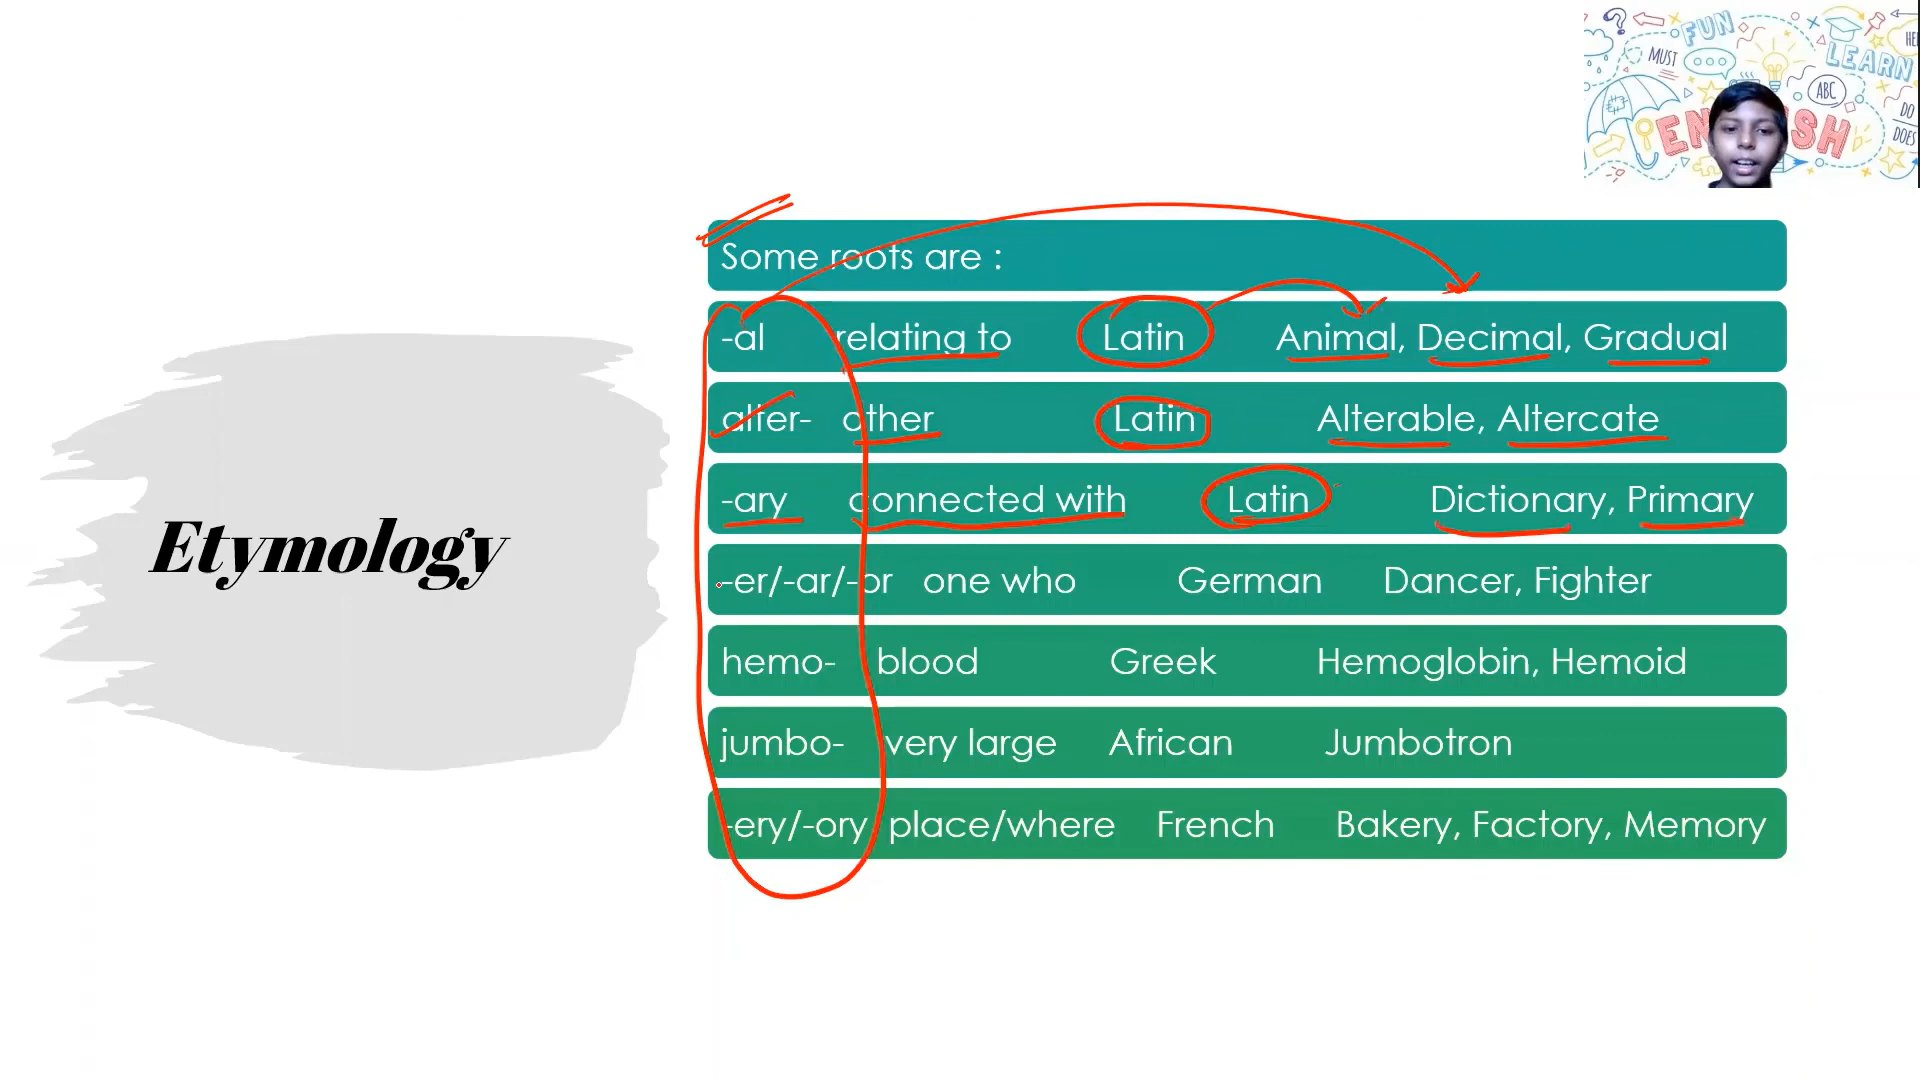 FUN
MUST
LEARN
ABC
DO
DOES
Etymology
Some roots are :
-al relating to Latin Animal, Decimal, Gradual
alter- other Latin Alterable, Altercate
-ary connected with Latin Dictionary, Primary
-er/-ar/-or one who German Dancer, Fighter
hemo- blood Greek Hemoglobin, Hemoid
jumbo- very large African Jumbotron
-ery/-ory place/where French Bakery, Factory, Memory